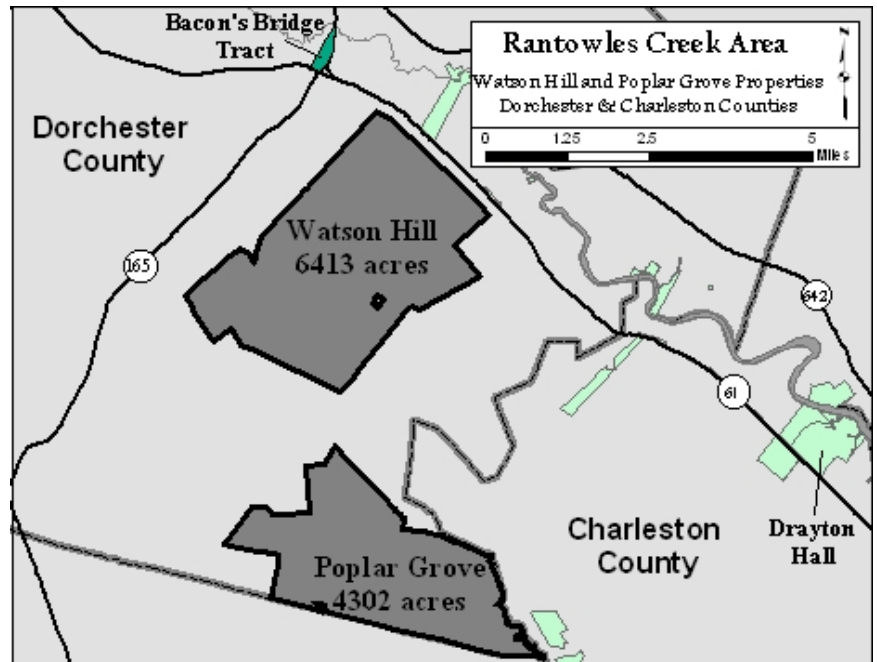 Bacon's Bridge
Tract
Rantowles Creek Area
Watson Hill and Poplar Grove Properties
Dorchester & Charleston Counties
0 1.25 2.5 5
Miles
N
Dorchester
County
Watson Hill
6413 acres
165
642
61
Drayton
Hall
Charleston
County
Poplar Grove
4302 acres